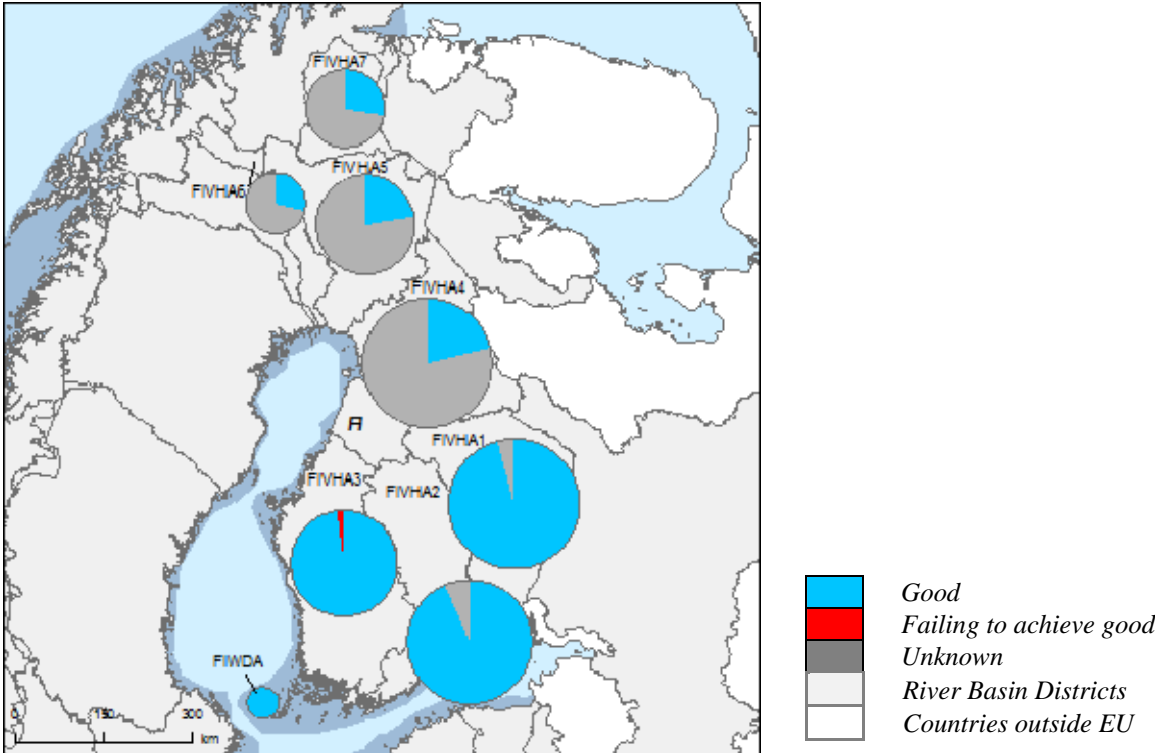 FIVHA7
FIVHA5
FIVHA6
FIVHA4
FI
FIVHA1
FIVHA3
FIVHA2
FIWDA
0 150 300
km
Good
Failing to achieve good
Unknown
River Basin Districts
Countries outside EU